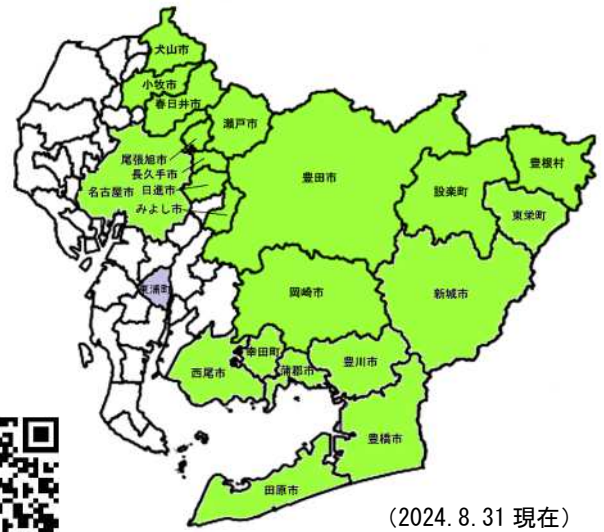 犬山市
小牧市
春日井市
瀬戸市
尾張旭市
長久手市
名古屋市
日進市
みよし市
豊田市
豊根村
設楽町
東栄町
東浦町
岡崎市
新城市
西尾市
幸田町
蒲郡市
豊川市
豊橋市
田原市
（2024.8.31 現在）